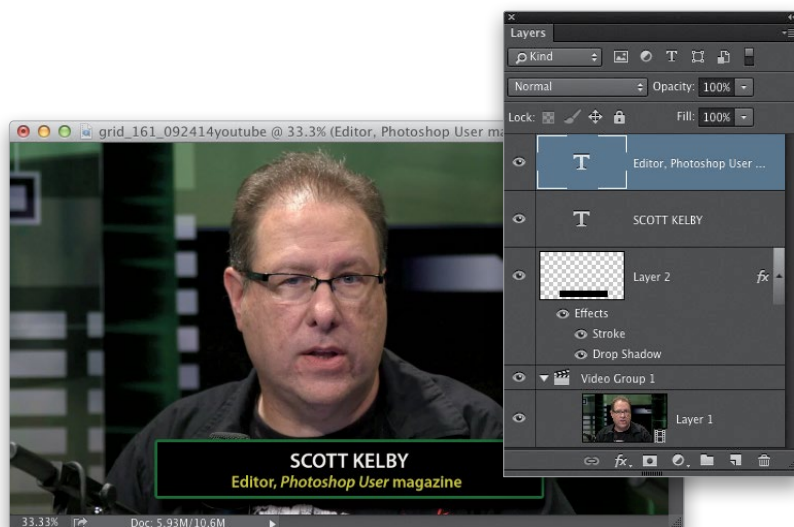 Layers
Kind
Normal Opacity: 100%
Lock: Fill: 100%
grid_161_092414youtube @ 33.3% (Editor, Photoshop User ma
Editor, Photoshop User ...
SCOTT KELBY
Layer 2 fx
Effects
Stroke
Drop Shadow
Video Group 1
Layer 1
fx
SCOTT KELBY
Editor, Photoshop User magazine
33.33% Doc: 5.93M/10.6M